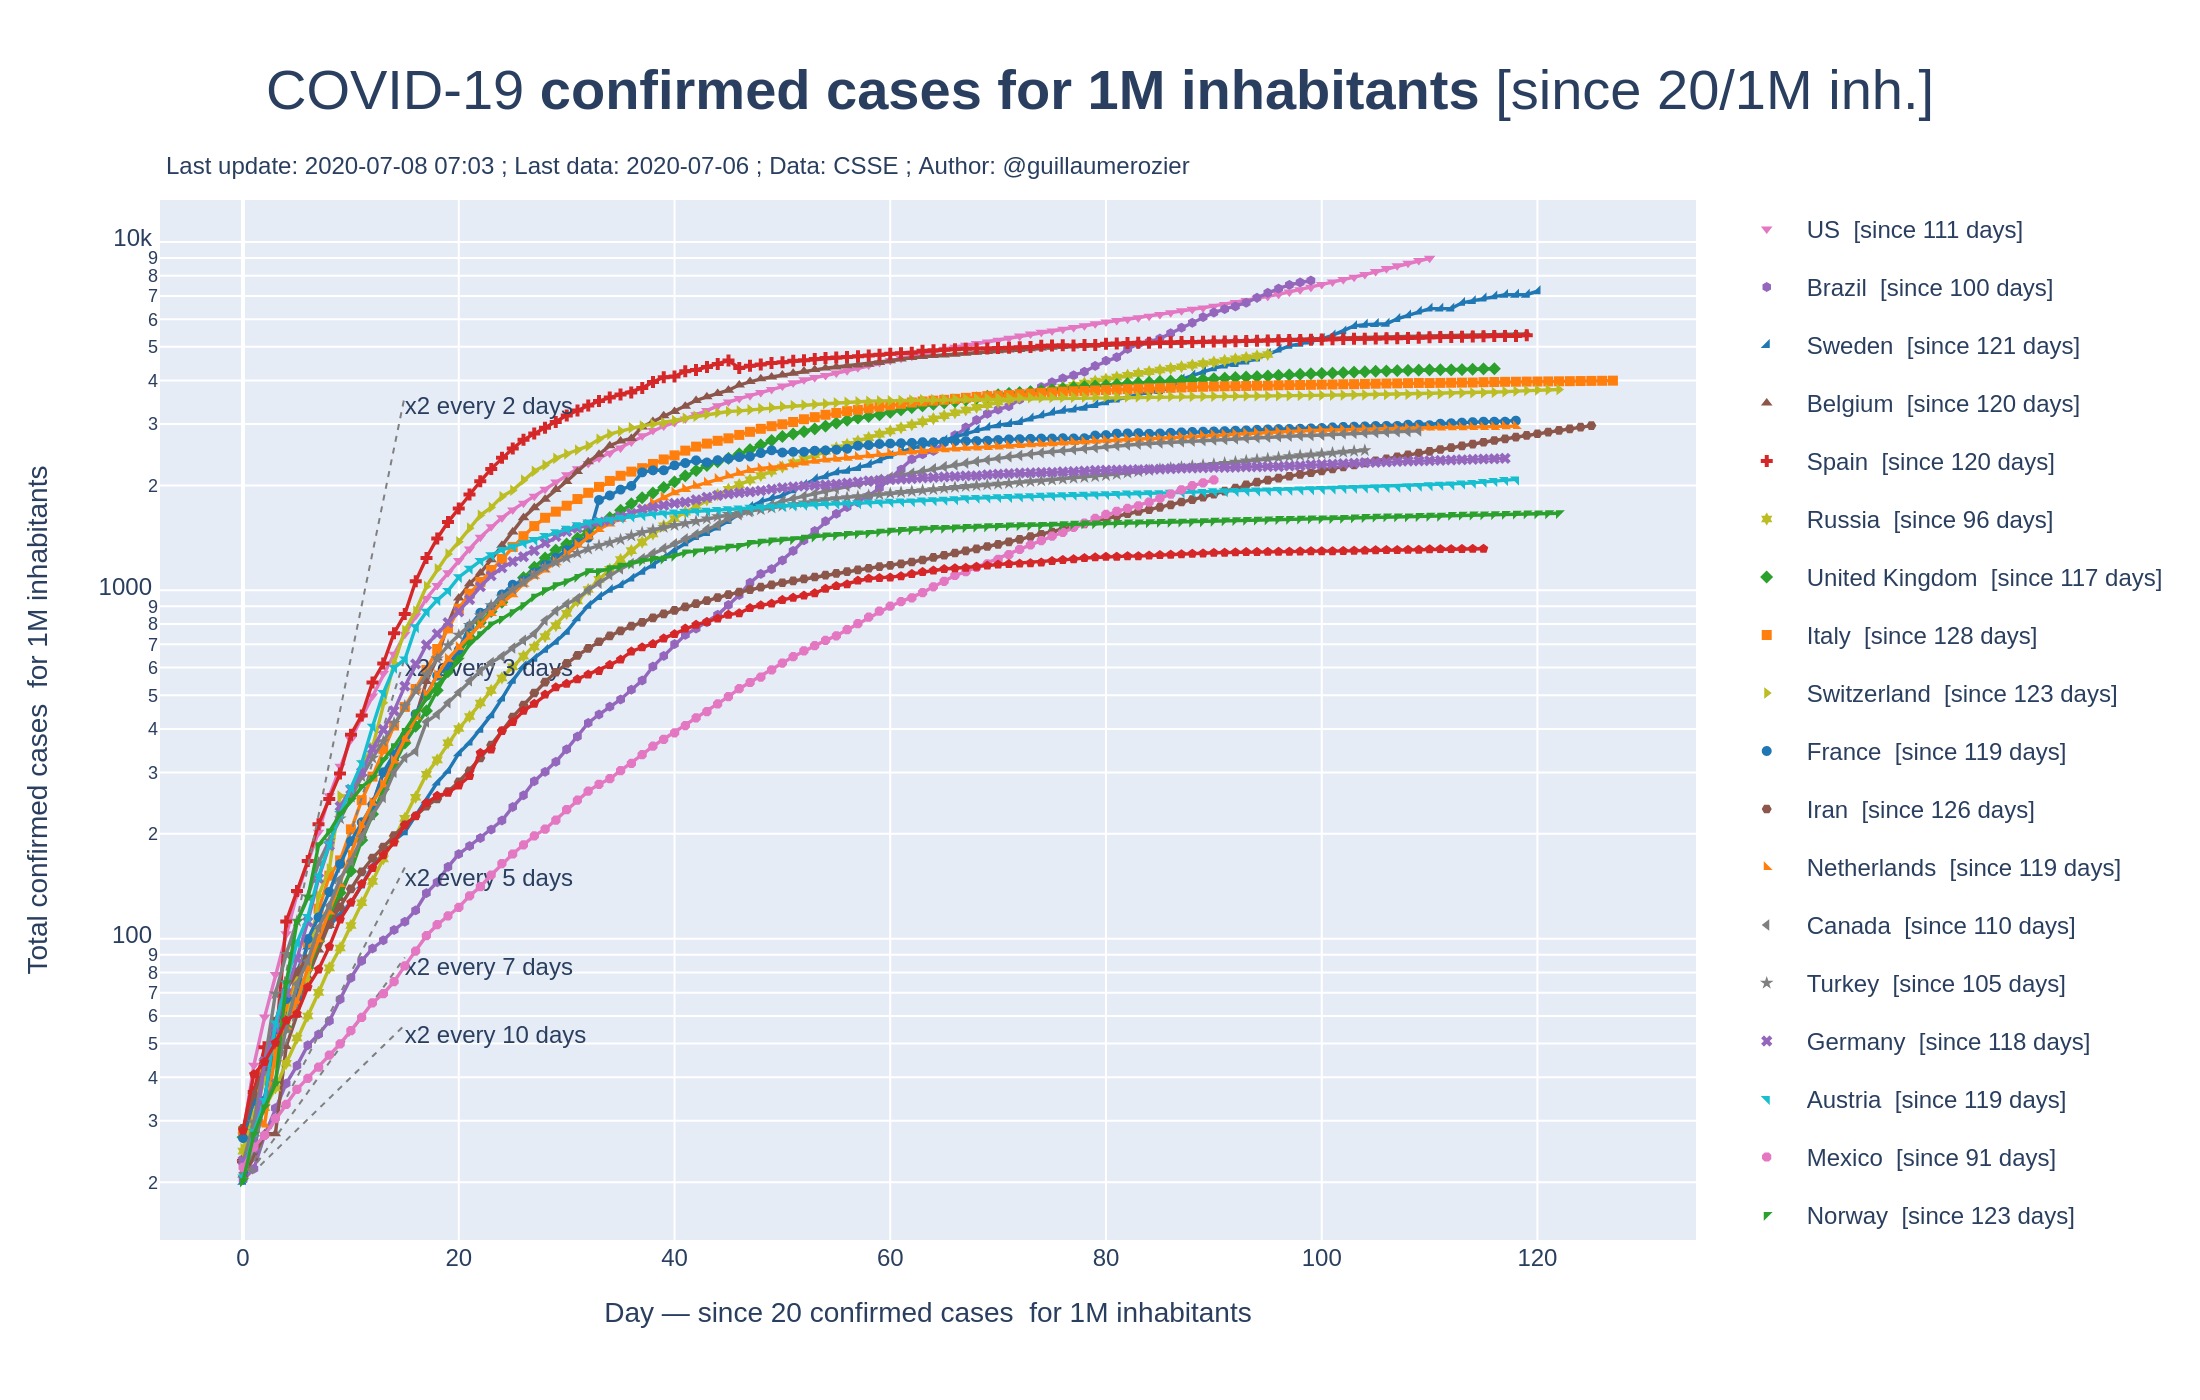 COVID-19 confirmed cases for 1M inhabitants [since 20/1M inh.]
Last update: 2020-07-08 07:03 ; Last data: 2020-07-06 ; Data: CSSE ; Author: @guillaumerozier
Total confirmed cases  for 1M inhabitants
10k
9
8
7
6
5
4
3
2
1000
9
8
7
6
5
4
3
2
100
9
8
7
6
5
4
3
2
x2 every 2 days
x2 every 3 days
x2 every 5 days
x2 every 7 days
x2 every 10 days
0 20 40 60 80 100 120
Day — since 20 confirmed cases  for 1M inhabitants
US  [since 111 days]
Brazil  [since 100 days]
Sweden  [since 121 days]
Belgium  [since 120 days]
Spain  [since 120 days]
Russia  [since 96 days]
United Kingdom  [since 117 days]
Italy  [since 128 days]
Switzerland  [since 123 days]
France  [since 119 days]
Iran  [since 126 days]
Netherlands  [since 119 days]
Canada  [since 110 days]
Turkey  [since 105 days]
Germany  [since 118 days]
Austria  [since 119 days]
Mexico  [since 91 days]
Norway  [since 123 days]